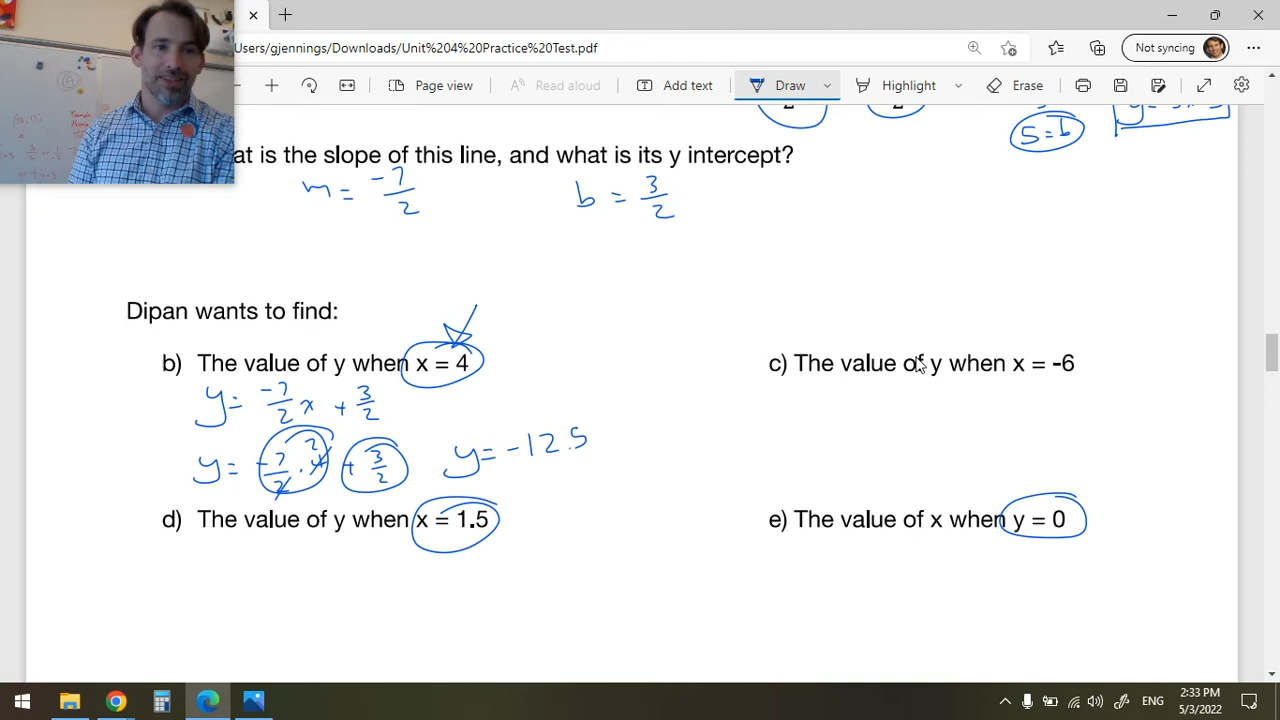 Users/gjennings/Downloads/Unit%204%20Practice%20Test.pdf
Not syncing
Page view
Read aloud
Add text
Draw
Highlight
Erase
5 = b
at is the slope of this line, and what is its y intercept?
m = -7/2
b = 3/2
Dipan wants to find:
b) The value of y when x = 4
c) The value of y when x = -6
y = -7/2 x + 3/2
y = -7/2 · 4 + 3/2
2
y = -12.5
d) The value of y when x = 1.5
e) The value of x when y = 0
ENG
2:33 PM
5/3/2022